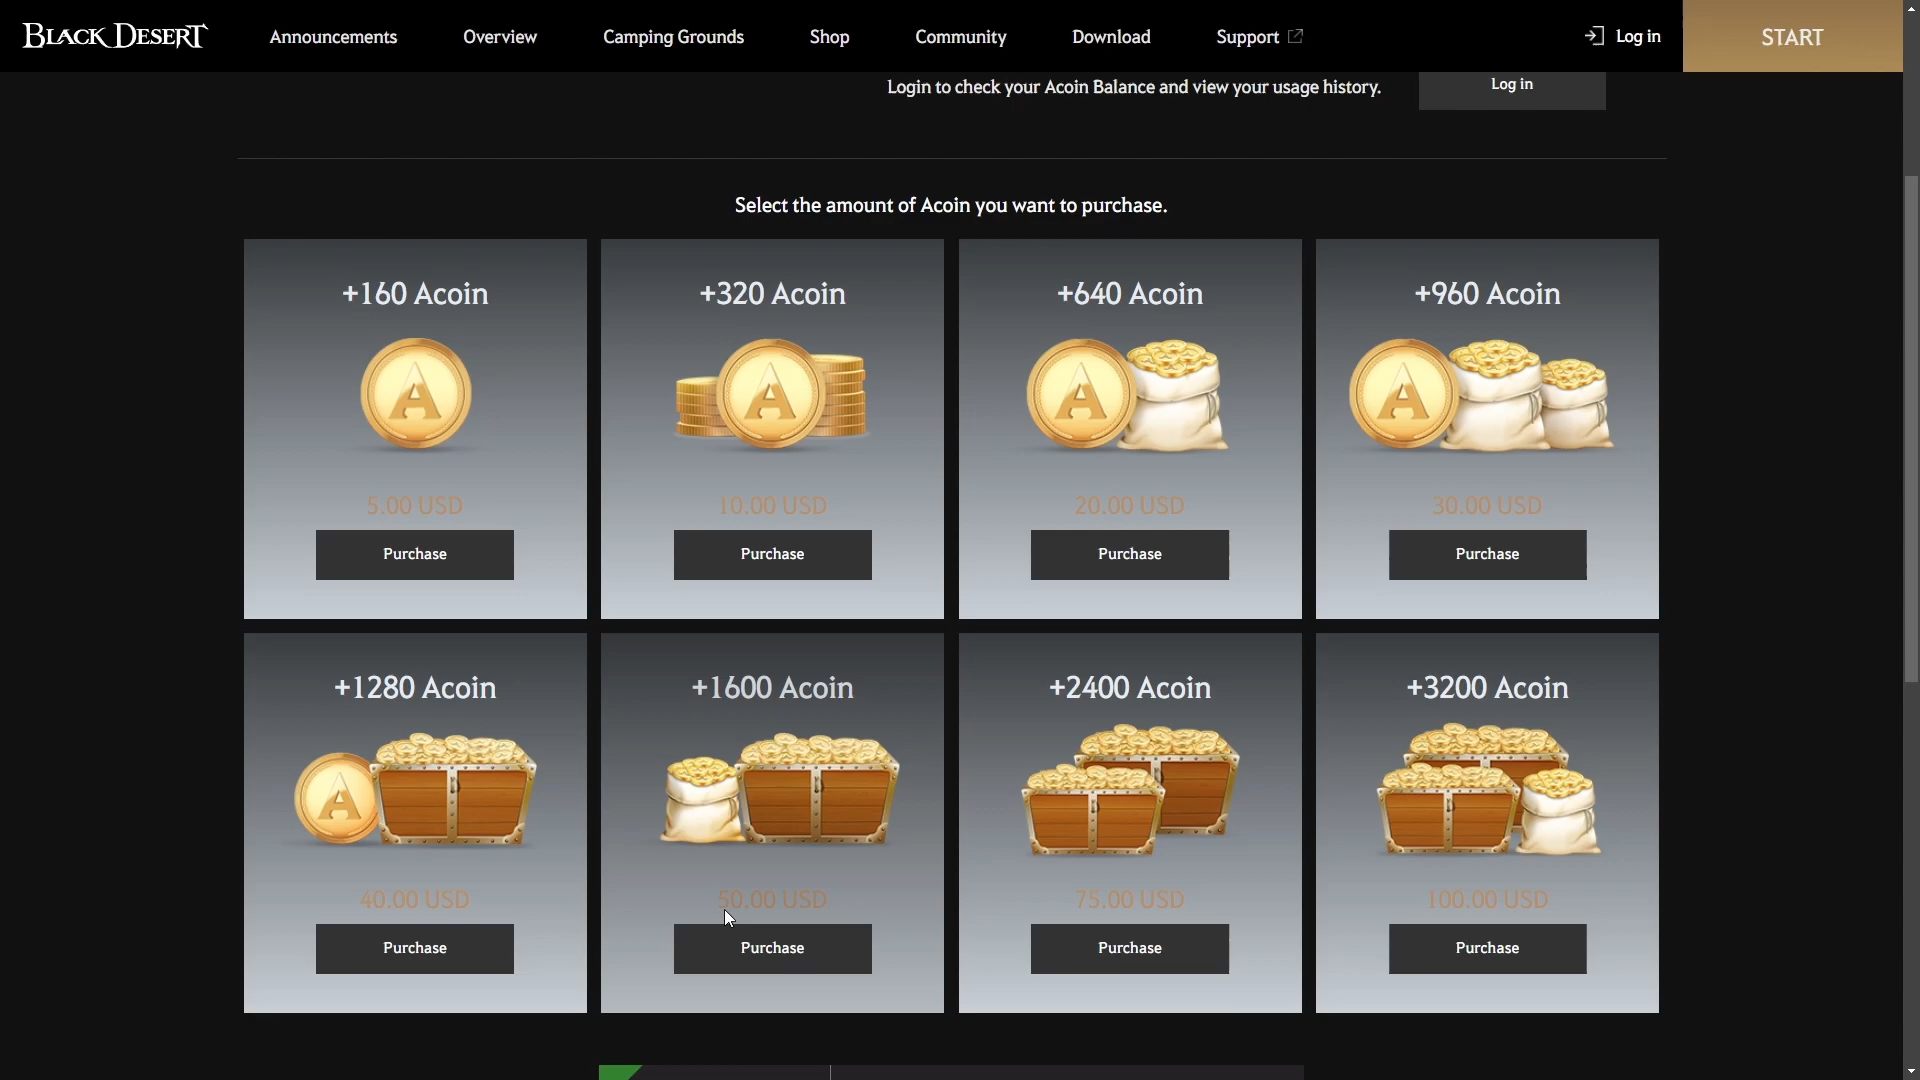 BLACK DESERT
Announcements
Overview
Camping Grounds
Shop
Community
Download
Support
Log in
START
Login to check your Acoin Balance and view your usage history.
Log in
Select the amount of Acoin you want to purchase.
+160 Acoin
+320 Acoin
+640 Acoin
+960 Acoin
A
A
A
A
5.00 USD
10.00 USD
20.00 USD
30.00 USD
Purchase
Purchase
Purchase
Purchase
+1280 Acoin
+1600 Acoin
+2400 Acoin
+3200 Acoin
A
40.00 USD
50.00 USD
75.00 USD
100.00 USD
Purchase
Purchase
Purchase
Purchase